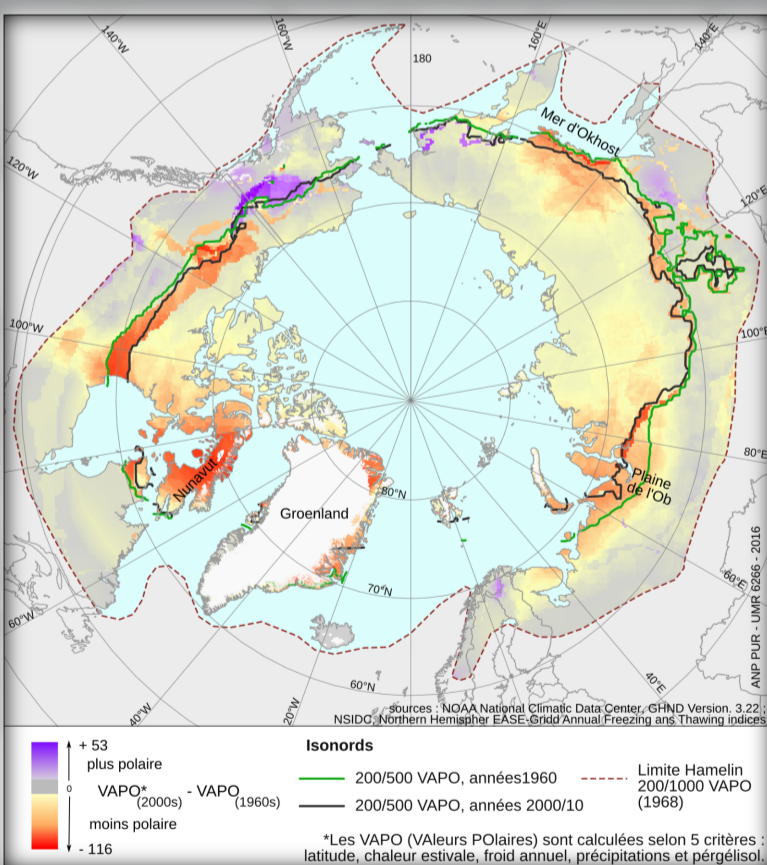 140°W
160°W
180
160°E
140°E
Mer d'Okhost
120°W
120°E
100°W
100°E
80°E
Nunavut
Plaine
de l'Ob
80°N
Groenland
70°N
60°E
60°W
60°N
40°W
20°W
40°E
ANP PUR - UMR 6266 - 2016
sources : NOAA National Climatic Data Center, GHND Version. 3.22 ;
NSIDC, Northern Hemispher EASE-Gridd Annual Freezing ans Thawing indices
+ 53
plus polaire
0
VAPO* (2000s) - VAPO (1960s)
moins polaire
- 116
Isonords
200/500 VAPO, années1960
200/500 VAPO, années 2000/10
Limite Hamelin
200/1000 VAPO
(1968)
*Les VAPO (VAleurs POlaires) sont calculées selon 5 critères :
latitude, chaleur estivale, froid annuel, précipitations et pérgélisol.